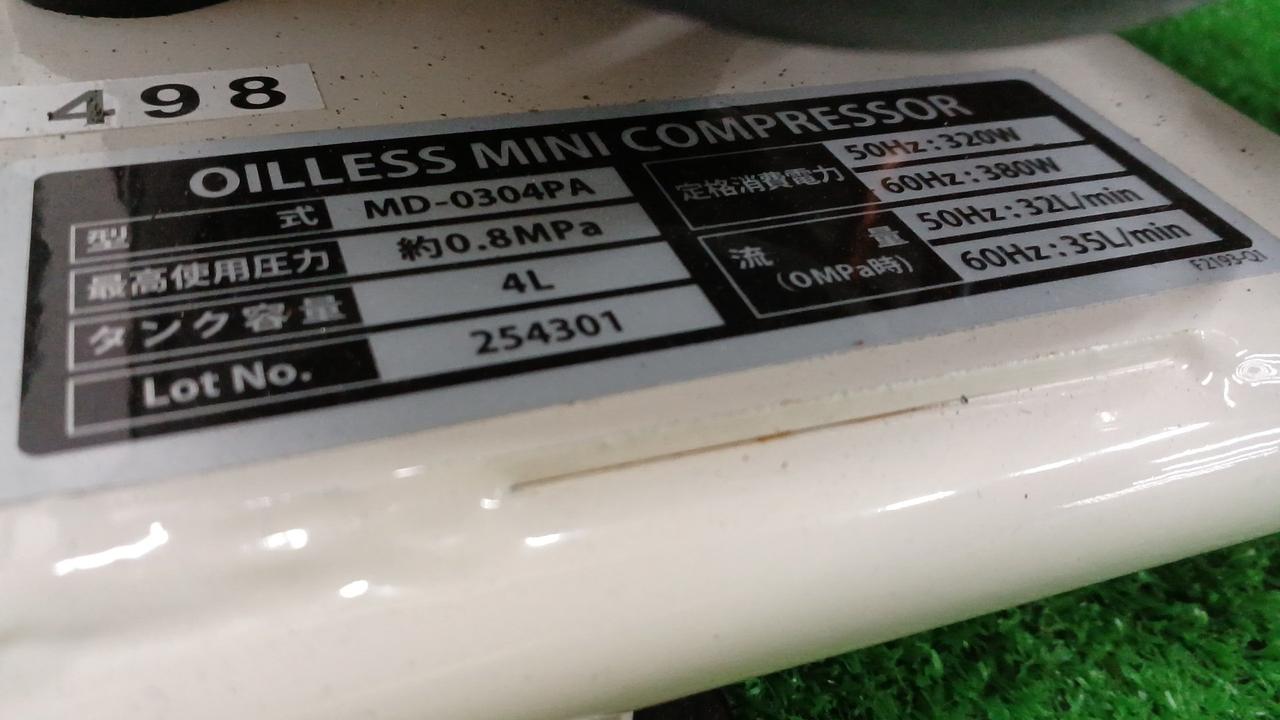 498
OILLESS MINI COMPRESSOR
型式 MD-0304PA
最高使用圧力 約0.8MPa
タンク容量 4L
Lot No. 254301
定格消費電力 50Hz:320W
60Hz:380W
流量 50Hz:32L/min
(0MPa時) 60Hz:35L/min
F2193-Q1